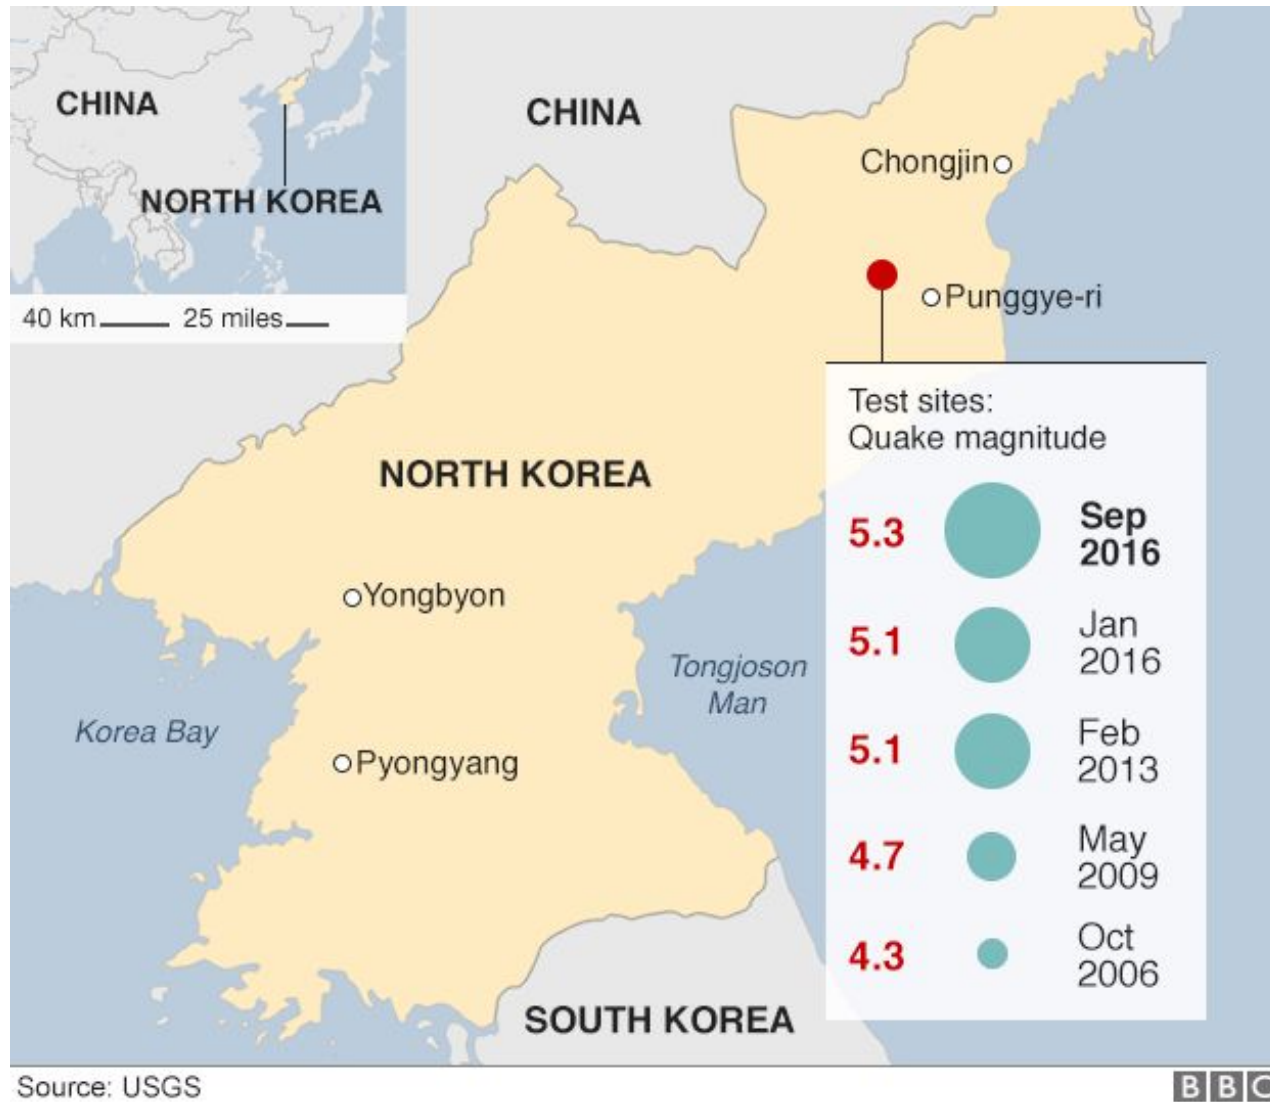 CHINA
NORTH KOREA
40 km
25 miles
CHINA
Chongjin
Punggye-ri
NORTH KOREA
Yongbyon
Tongjoson
Man
Korea Bay
Pyongyang
SOUTH KOREA
Test sites:
Quake magnitude
5.3
Sep
2016
5.1
Jan
2016
5.1
Feb
2013
4.7
May
2009
4.3
Oct
2006
Source: USGS
BBC